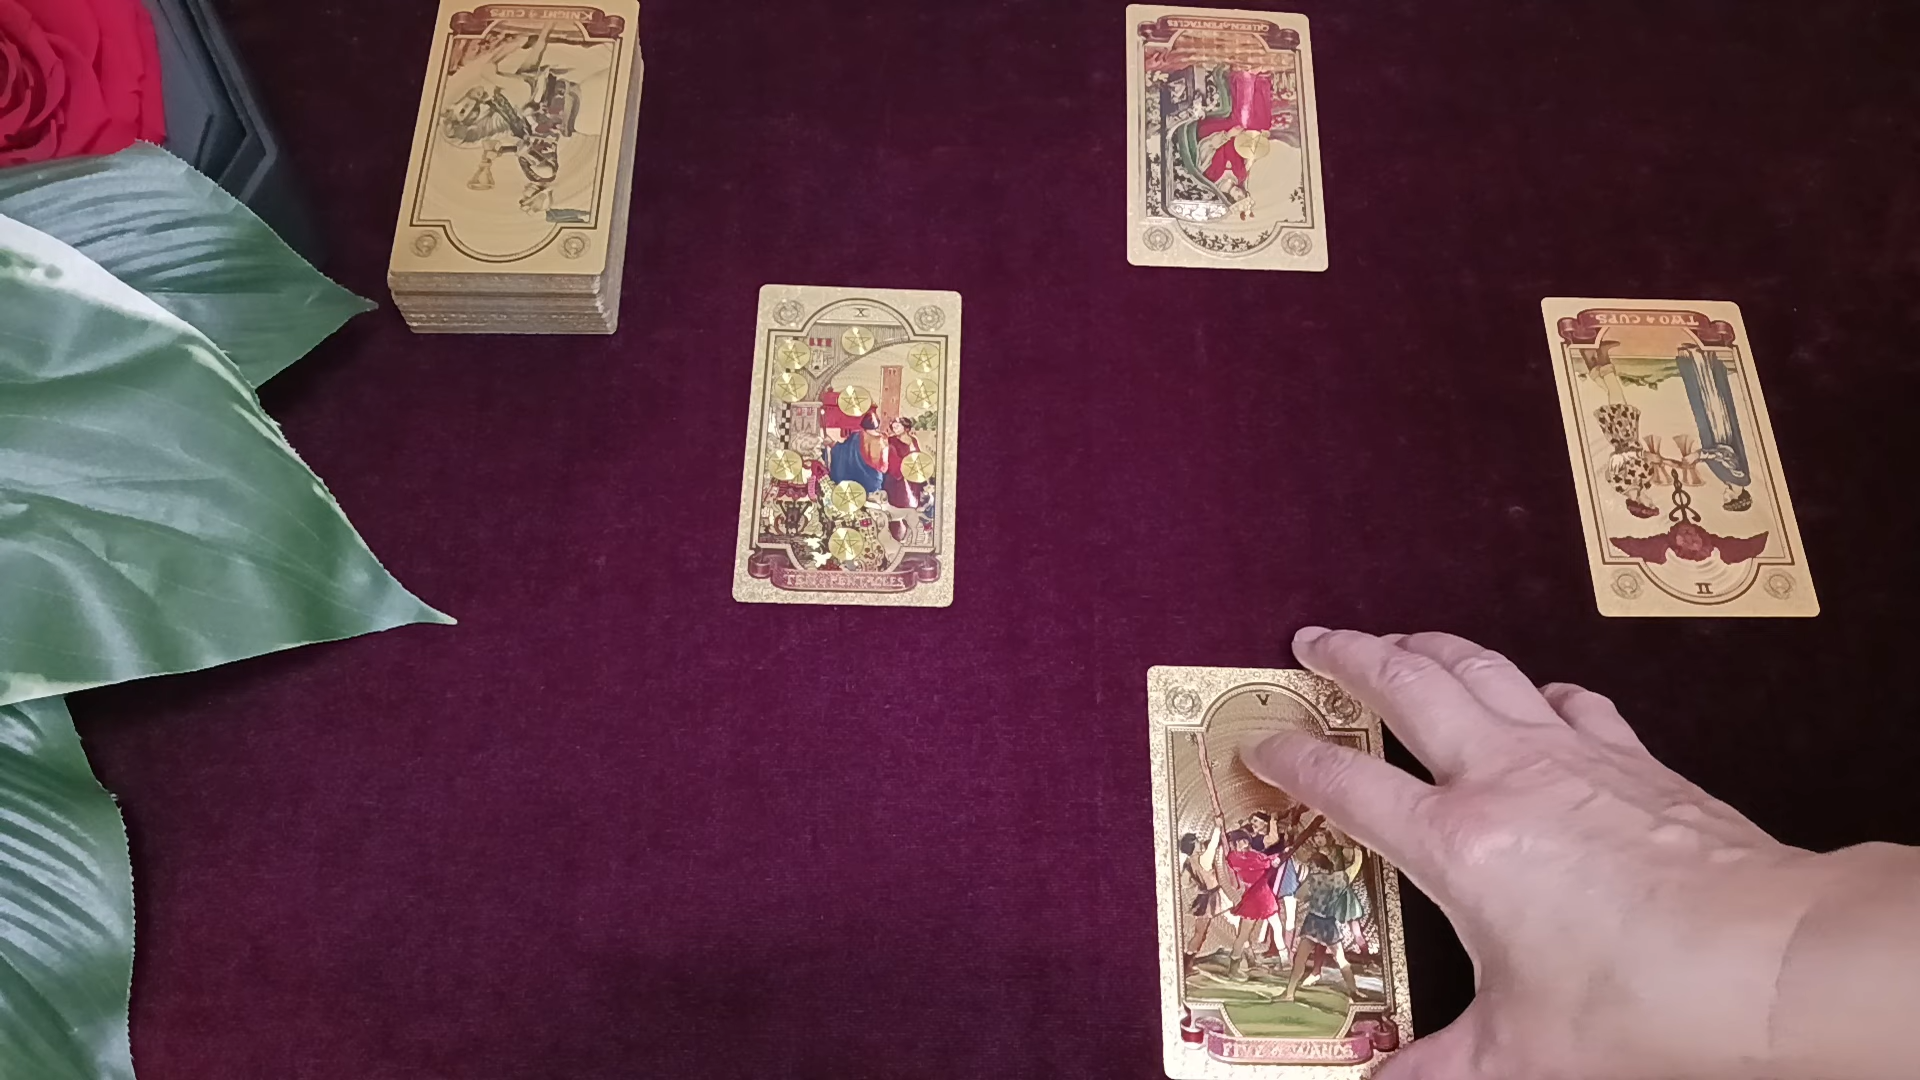 KNIGHT of CUPS
QUEEN of PENTACLES
X
TEN of PENTACLES
TWO of CUPS
II
V
FIVE of WANDS